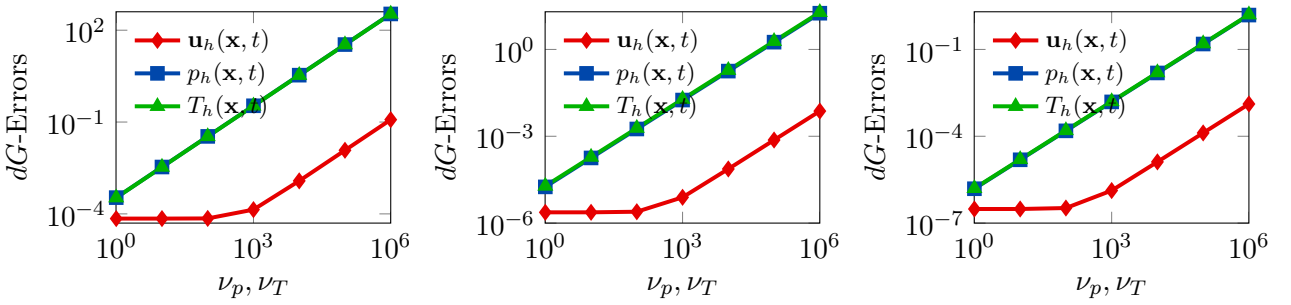 10^2
10^{-1}
10^{-4}
dG-Errors
u_h(x, t)
p_h(x, t)
T_h(x, t)
10^0
10^3
10^6
ν_p, ν_T
10^0
10^{-3}
10^{-6}
dG-Errors
u_h(x, t)
p_h(x, t)
T_h(x, t)
10^0
10^3
10^6
ν_p, ν_T
10^{-1}
10^{-4}
10^{-7}
dG-Errors
u_h(x, t)
p_h(x, t)
T_h(x, t)
10^0
10^3
10^6
ν_p, ν_T